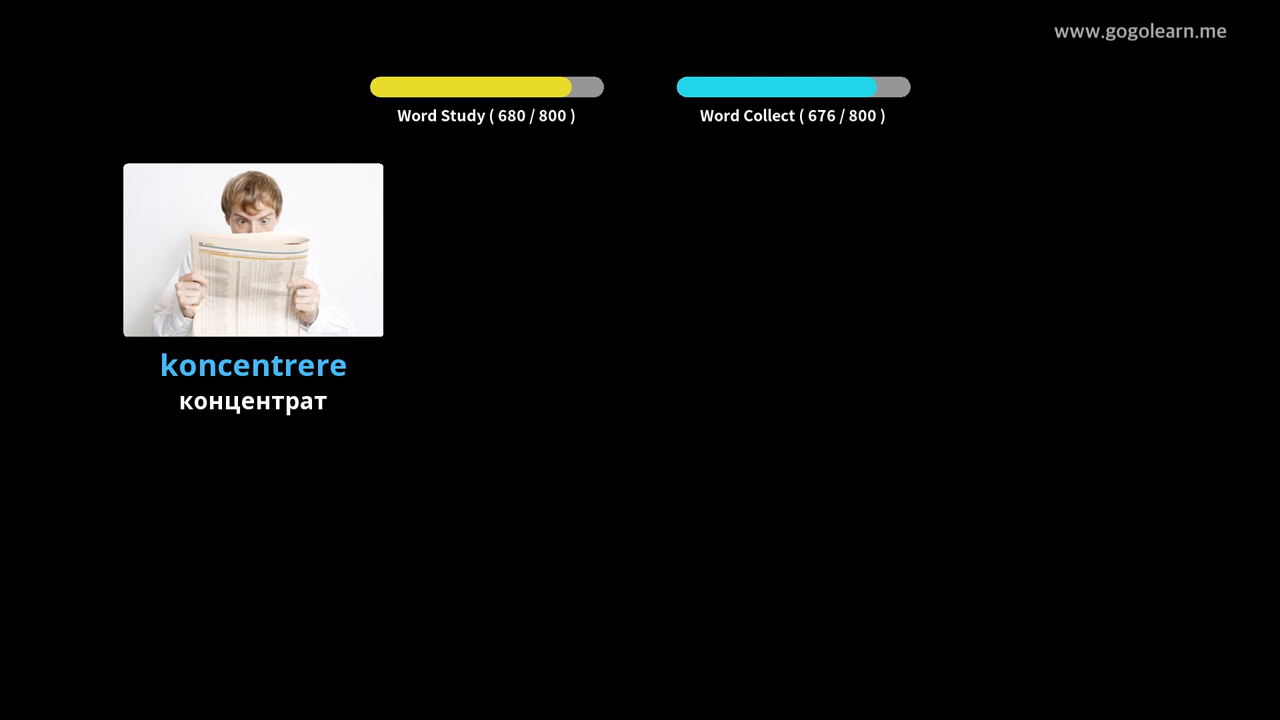 www.gogolearn.me
Word Study ( 680 / 800 )
Word Collect ( 676 / 800 )
koncentrere
концентрат